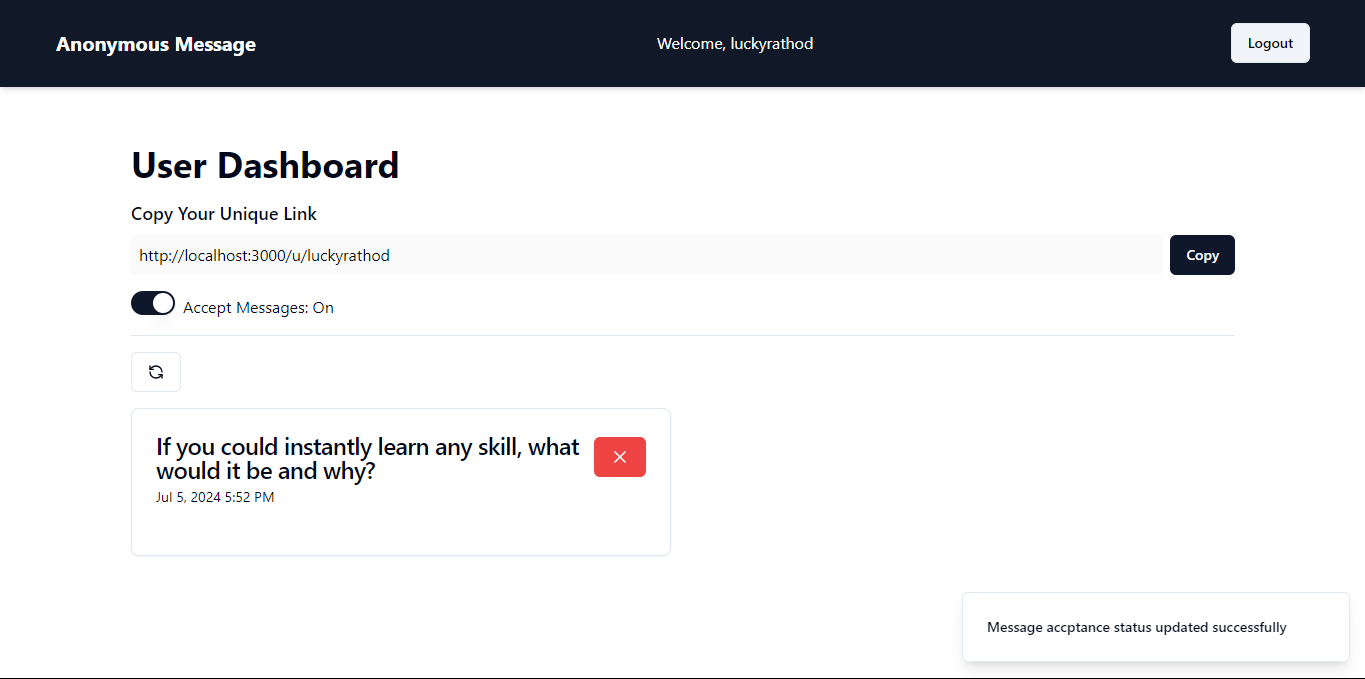 Anonymous Message
Welcome, luckyrathod
Logout
User Dashboard
Copy Your Unique Link
http://localhost:3000/u/luckyrathod
Copy
Accept Messages: On
If you could instantly learn any skill, what
would it be and why?
Jul 5, 2024 5:52 PM
Message accptance status updated successfully